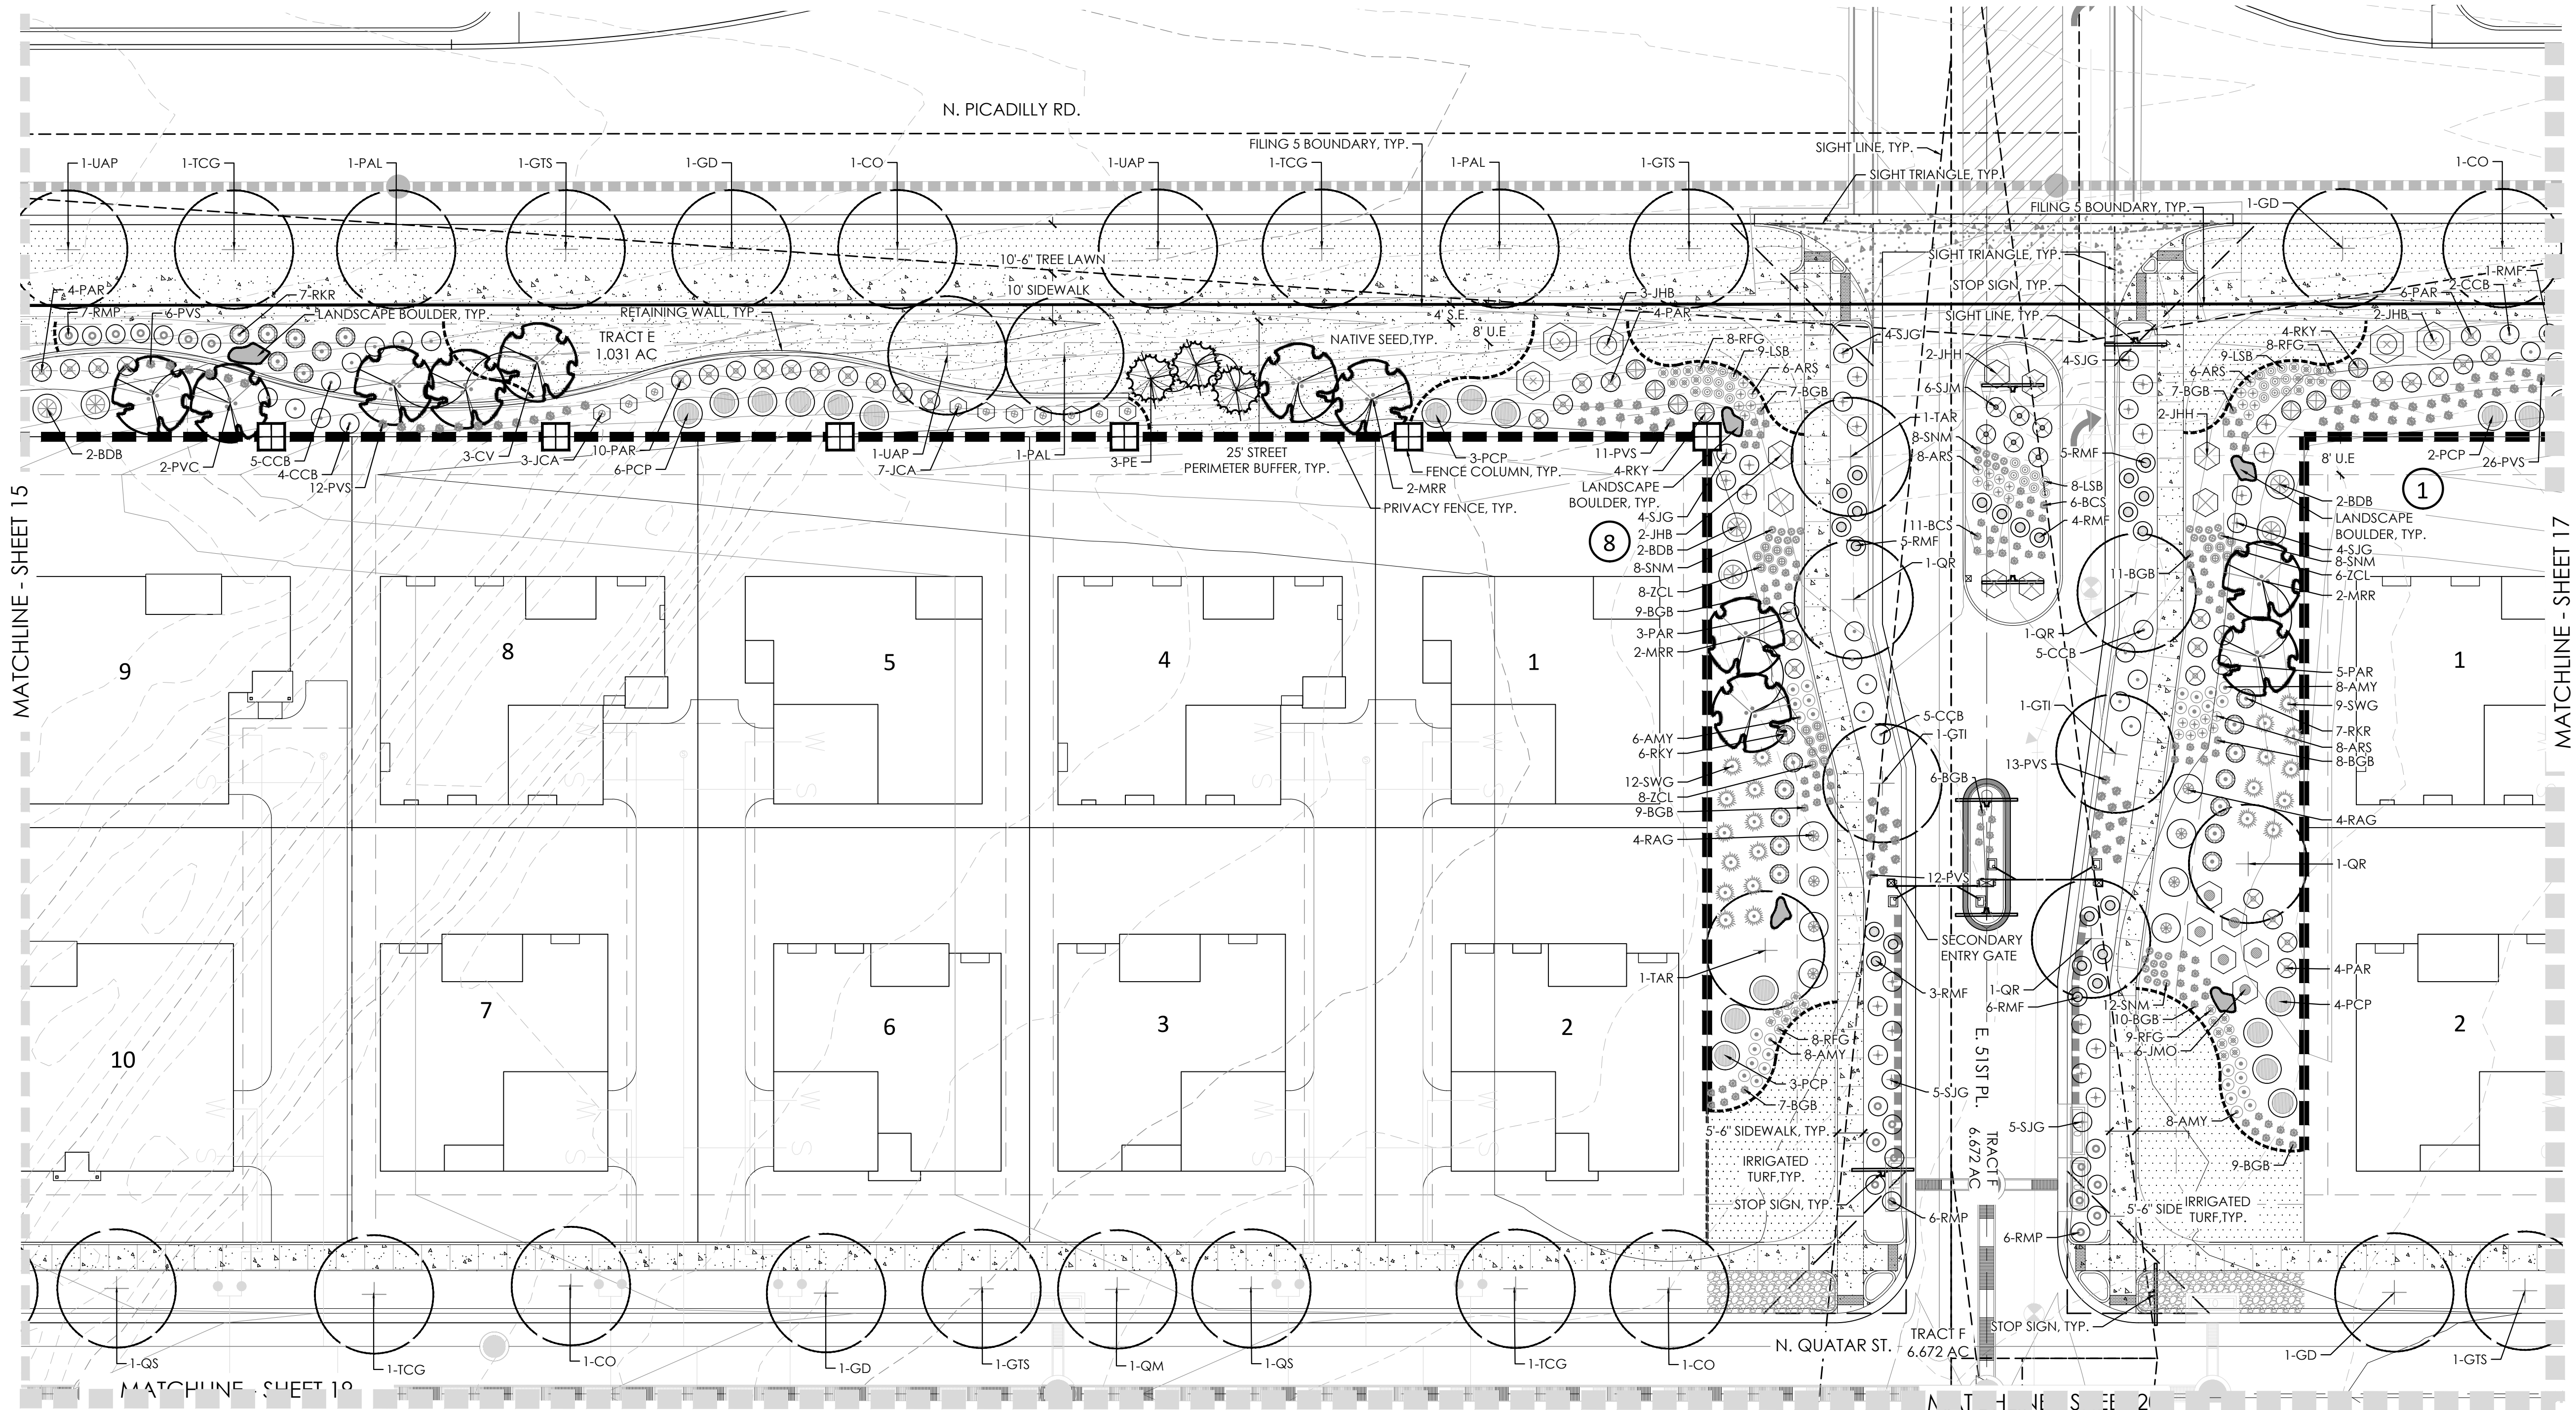 N. PICADILLY RD.
FILING 5 BOUNDARY, TYP.
SIGHT LINE, TYP.
1-UAP
1-TCG
1-PAL
1-GTS
1-GD
1-CO
1-UAP
1-TCG
1-PAL
1-GTS
1-CO
SIGHT TRIANGLE, TYP.
FILING 5 BOUNDARY, TYP.
1-GD
10'-6" TREE LAWN
10' SIDEWALK
SIGHT TRIANGLE, TYP.
STOP SIGN, TYP.
SIGHT LINE, TYP.
1-RMF
2-CCB
6-PAR
2-JHB
4-PAR
7-RMP
6-PVS
7-RKR
LANDSCAPE BOULDER, TYP.
RETAINING WALL, TYP.
TRACT E
1.031 AC
4' S.E.
8' U.E
NATIVE SEED,TYP.
3-JHB
4-PAR
8-RFG
9-LSB
6-ARS
7-BGB
4-SJG
2-JHH
6-SJM
4-SJG
4-RKY
8-RFG
9-LSB
6-ARS
7-BGB
2-JHH
2-BDB
2-PVC
5-CCB
4-CCB
12-PVS
3-CV
3-JCA
10-PAR
6-PCP
1-UAP
7-JCA
1-PAL
3-PE
25' STREET
PERIMETER BUFFER, TYP.
3-PCP
FENCE COLUMN, TYP.
2-MRR
PRIVACY FENCE, TYP.
11-PVS
4-RKY
LANDSCAPE
BOULDER, TYP.
4-SJG
2-JHB
2-BDB
8-SNM
8-ZCL
9-BGB
3-PAR
2-MRR
6-AMY
6-RKY
12-SWG
8-ZCL
9-BGB
4-RAG
1-TAR
1-TAR
8-SNM
8-ARS
5-RMF
8-LSB
6-BCS
11-BCS
4-RMF
5-RMF
1-QR
1-QR
5-CCB
1-GTI
5-CCB
1-GTI
6-BGB
13-PVS
12-PVS
11-BGB
8' U.E
2-PCP
26-PVS
2-BDB
LANDSCAPE
BOULDER, TYP.
4-SJG
8-SNM
6-ZCL
2-MRR
5-PAR
8-AMY
9-SWG
7-RKR
8-ARS
8-BGB
4-RAG
1-QR
4-PAR
4-PCP
SECONDARY
ENTRY GATE
3-RMF
1-QR
6-RMF
12-SNM
10-BGB
9-RFG
6-JMO
8-RFG
8-AMY
3-PCP
7-BGB
5-SJG
5-SJG
8-AMY
9-BGB
5'-6" SIDEWALK, TYP.
IRRIGATED
TURF,TYP.
STOP SIGN, TYP.
6-RMP
6-RMP
5'-6" SIDE
IRRIGATED
TURF,TYP.
E. 51ST PL.
TRACT F
6.672 AC
STOP SIGN, TYP.
N. QUATAR ST.
TRACT F
6.672 AC
8
1
9
8
5
4
1
1
10
7
6
3
2
2
S
W
S
W
S
W
S
W
S
W
S
W
1-QS
1-TCG
1-CO
1-GD
1-GTS
1-QM
1-QS
1-TCG
1-CO
1-GD
1-GTS
MATCHLINE - SHEET 15
MATCHLINE - SHEET 17
MATCHLINE - SHEET 19